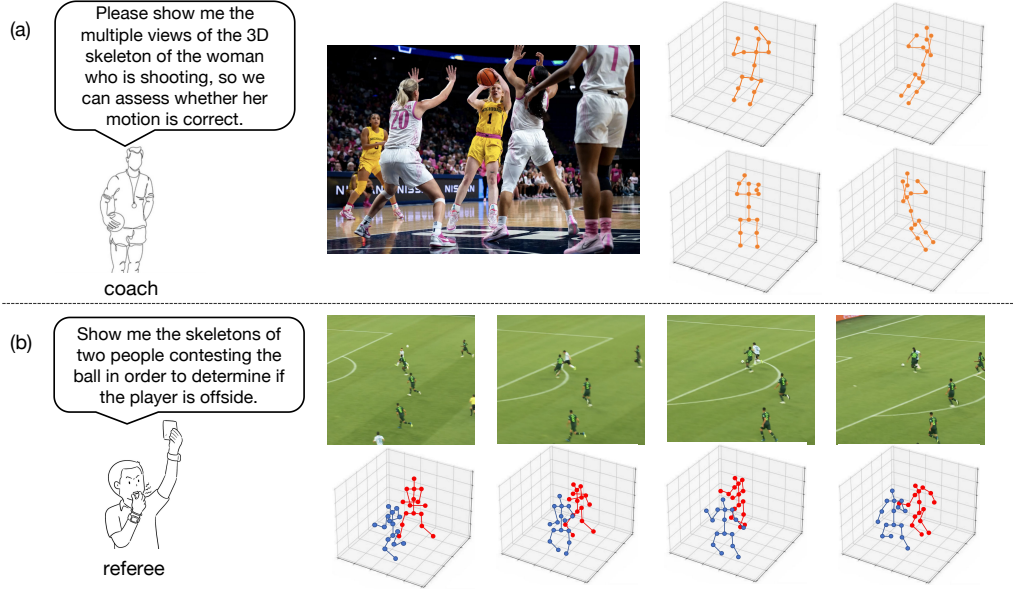 (a)
Please show me the
multiple views of the 3D
skeleton of the woman
who is shooting, so we
can assess whether her
motion is correct.
coach
20
1
7
NISSAN
NISSAN
(b)
Show me the skeletons of
two people contesting the
ball in order to determine if
the player is offside.
referee